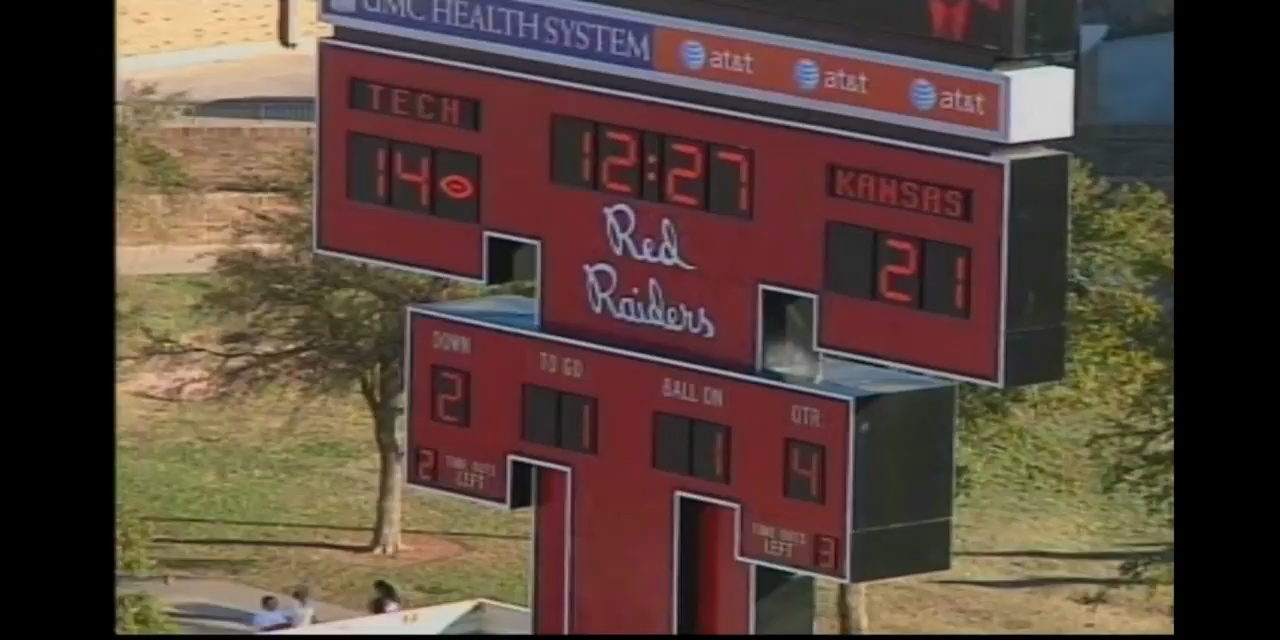 UMC HEALTH SYSTEM
at&t at&t at&t
TECH
14
12:27
KANSAS
21
Red
Raiders
DOWN
2
TO GO
1
BALL ON
1
QTR
4
2 TIME OUTS
LEFT
TIME OUTS
LEFT 3